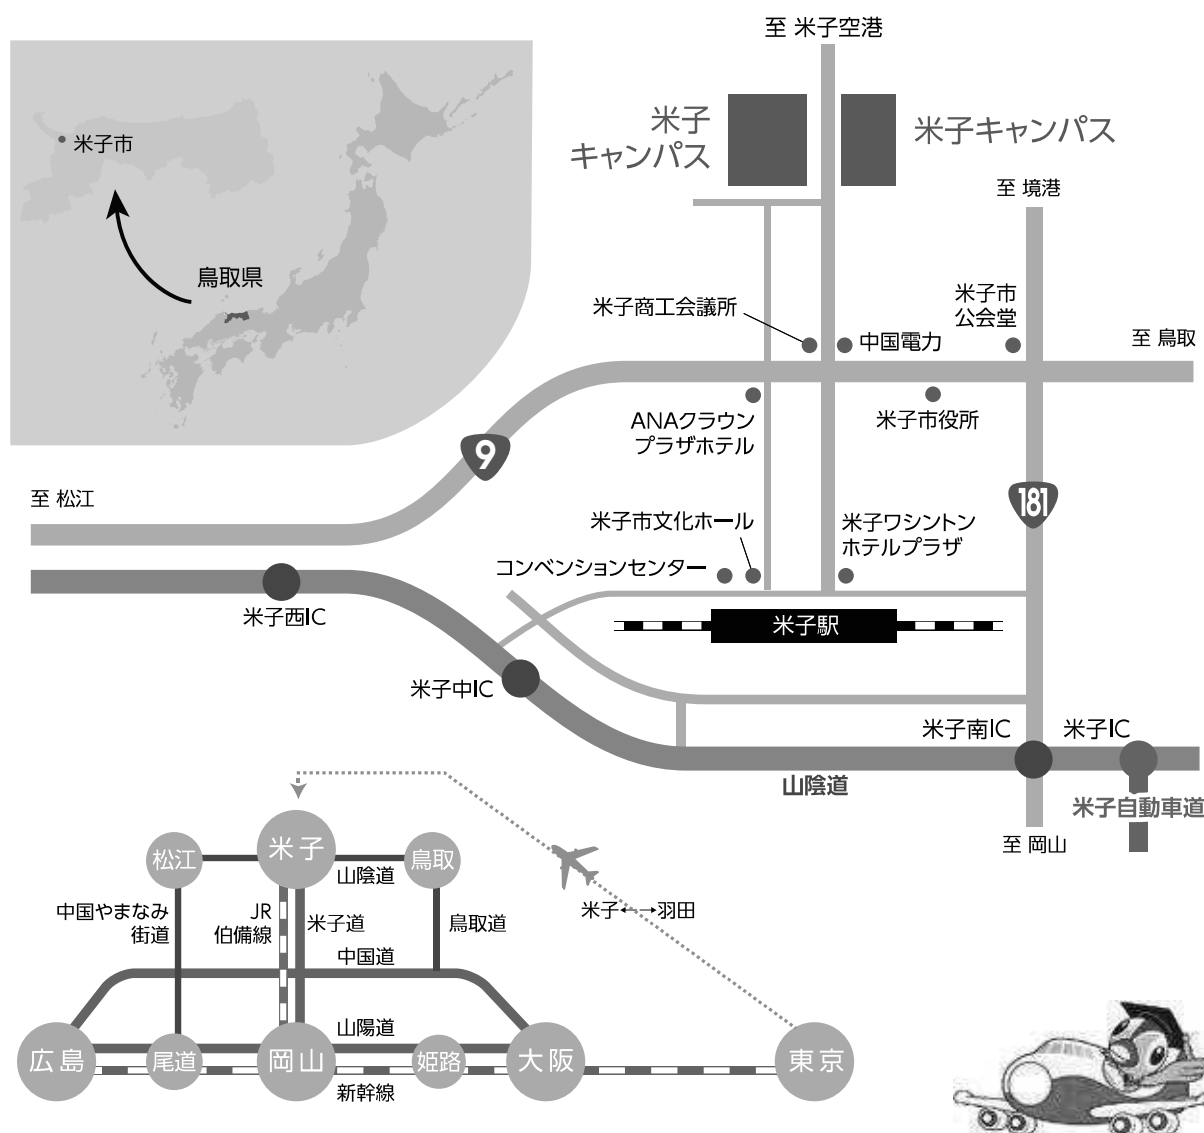 至 米子空港
米子
キャンパス
米子キャンパス
米子市
至 境港
鳥取県
米子商工会議所
中国電力
米子市
公会堂
至 鳥取
ANAクラウン
プラザホテル
米子市役所
9
至 松江
181
米子市文化ホール
米子ワシントン
ホテルプラザ
コンベンションセンター
米子西IC
米子駅
米子中IC
米子南IC
米子IC
山陰道
米子自動車道
至 岡山
松江
米子
鳥取
山陰道
中国やまなみ
街道
JR
伯備線
米子道
鳥取道
米子←→羽田
中国道
山陽道
広島
尾道
岡山
姫路
大阪
東京
新幹線